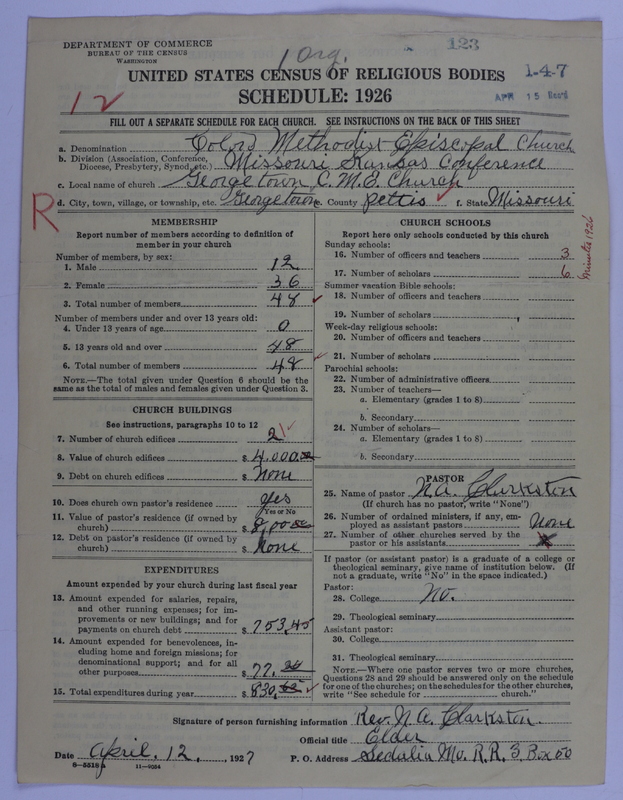 DEPARTMENT OF COMMERCE
BUREAU OF THE CENSUS
WASHINGTON
1 Org.
123
1-4-7
APR 15 Rec'd
UNITED STATES CENSUS OF RELIGIOUS BODIES
SCHEDULE: 1926
12
FILL OUT A SEPARATE SCHEDULE FOR EACH CHURCH. SEE INSTRUCTIONS ON THE BACK OF THIS SHEET
a. Denomination Colord Methodist Episcopal Church
b. Division (Association, Conference, Diocese, Presbytery, Synod, etc.) Missouri Kansas Conference
c. Local name of church Georgetown C.M.E. Church
R
d. City, town, village, or township, etc. Georgetown e. County Pettis f. State Missouri
MEMBERSHIP
Report number of members according to definition of
member in your church
Number of members, by sex:
1. Male 12
2. Female 36
3. Total number of members 48
Number of members under and over 13 years old:
4. Under 13 years of age 0
5. 13 years old and over 48
6. Total number of members 48
NOTE.—The total given under Question 6 should be
same as the total of males and females given under Question 3.
CHURCH BUILDINGS
See instructions, paragraphs 10 to 12
7. Number of church edifices 2 1
8. Value of church edifices $ 4,000.00
9. Debt on church edifices $ None
10. Does church own pastor's residence yes
Yes or No
11. Value of pastor's residence (if owned by
church) $ 8,00 00
12. Debt on pastor's residence (if owned by
church) $ None
EXPENDITURES
Amount expended by your church during last fiscal year
13. Amount expended for salaries, repairs,
and other running expenses; for im-
provements or new buildings; and for
payments on church debt $ 753,45
14. Amount expended for benevolences, in-
cluding home and foreign missions; for
denominational support; and for all
other purposes $ 77.
15. Total expenditures during year $ 830,
CHURCH SCHOOLS
Report here only schools conducted by this church
Sunday schools:
16. Number of officers and teachers 3
17. Number of scholars 6
minutes 1926
Summer vacation Bible schools:
18. Number of officers and teachers
19. Number of scholars
Week-day religious schools:
20. Number of officers and teachers
21. Number of scholars
Parochial schools:
22. Number of administrative officers
23. Number of teachers—
a. Elementary (grades 1 to 8)
b. Secondary
24. Number of scholars—
a. Elementary (grades 1 to 8)
b. Secondary
PASTOR
25. Name of pastor N.A. Clarkston
(If church has no pastor, write "None")
26. Number of ordained ministers, if any, em-
ployed as assistant pastors None
27. Number of other churches served by the
pastor or his assistants
If pastor (or assistant pastor) is a graduate of a college or
theological seminary, give name of institution below. (If
not a graduate, write "No" in the space indicated.)
Pastor:
28. College No.
29. Theological seminary
Assistant pastor:
30. College
31. Theological seminary
NOTE.—Where one pastor serves two or more churches,
Questions 28 and 29 should be answered only on the schedule
for one of the churches; on the schedules for the other churches,
write "See schedule for church."
Signature of person furnishing information Rev. N. A. Clarkston.
Official title Elder
Date April. 12, 1927 P. O. Address Sedalia Mo. R.R. 3 Box 60
8-5518 a 11-9054